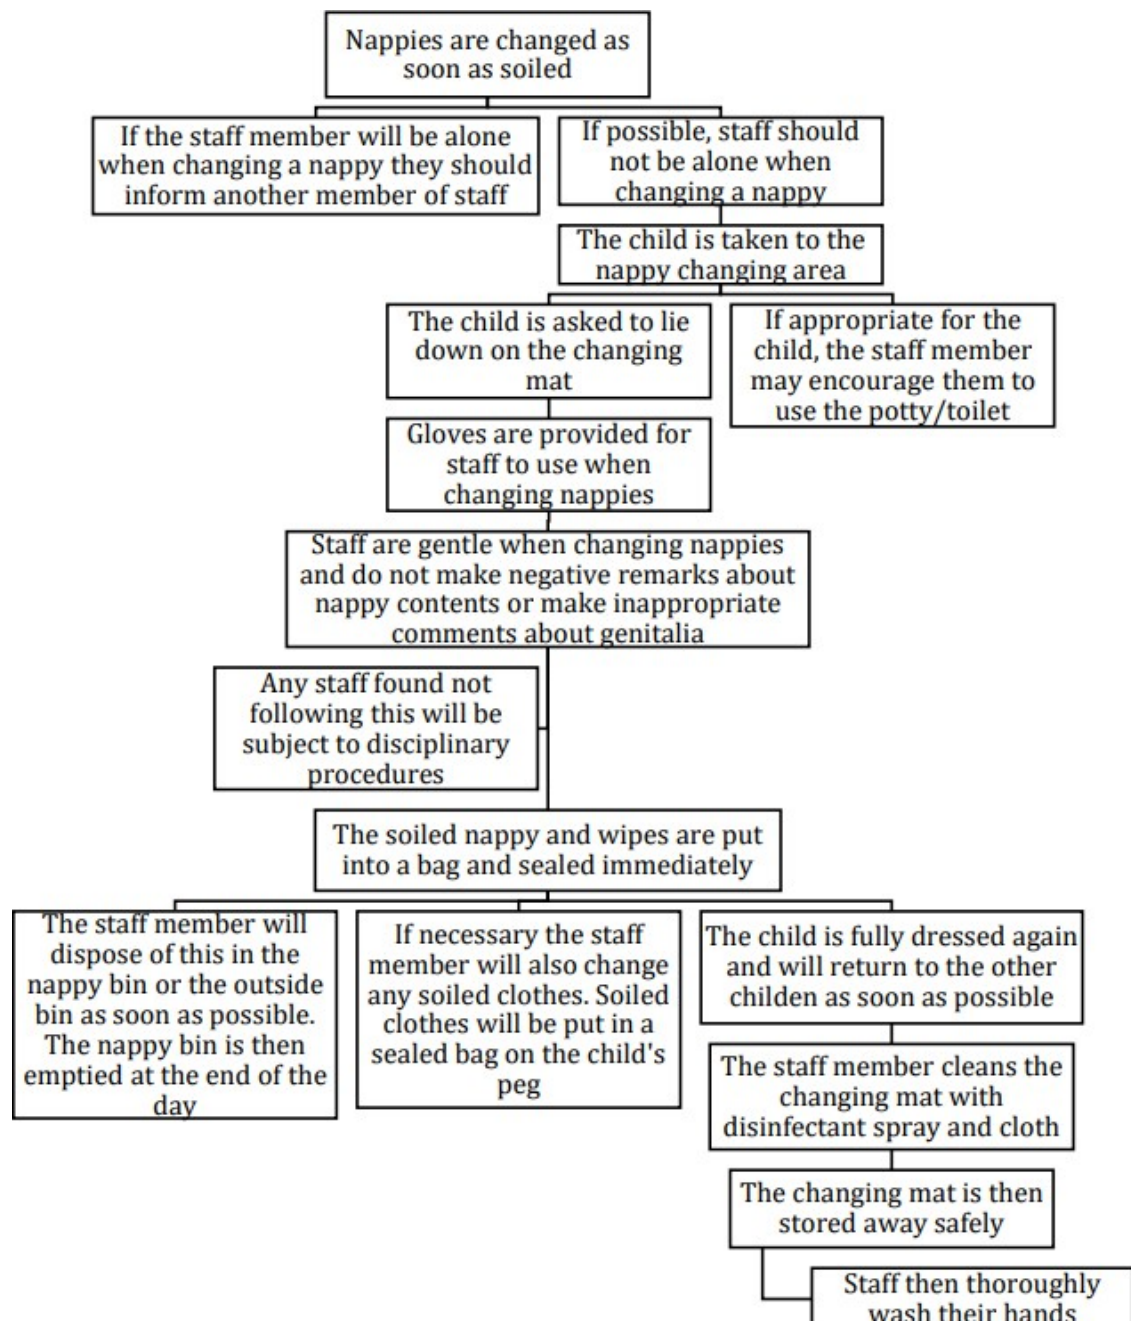 Nappies are changed as
soon as soiled
If the staff member will be alone
when changing a nappy they should
inform another member of staff
If possible, staff should
not be alone when
changing a nappy
The child is taken to the
nappy changing area
The child is asked to lie
down on the changing
mat
If appropriate for the
child, the staff member
may encourage them to
use the potty/toilet
Gloves are provided for
staff to use when
changing nappies
Staff are gentle when changing nappies
and do not make negative remarks about
nappy contents or make inappropriate
comments about genitalia
Any staff found not
following this will be
subject to disciplinary
procedures
The soiled nappy and wipes are put
into a bag and sealed immediately
The staff member will
dispose of this in the
nappy bin or the outside
bin as soon as possible.
The nappy bin is then
emptied at the end of the
day
If necessary the staff
member will also change
any soiled clothes. Soiled
clothes will be put in a
sealed bag on the child's
peg
The child is fully dressed again
and will return to the other
childen as soon as possible
The staff member cleans the
changing mat with
disinfectant spray and cloth
The changing mat is then
stored away safely
Staff then thoroughly
wash their hands